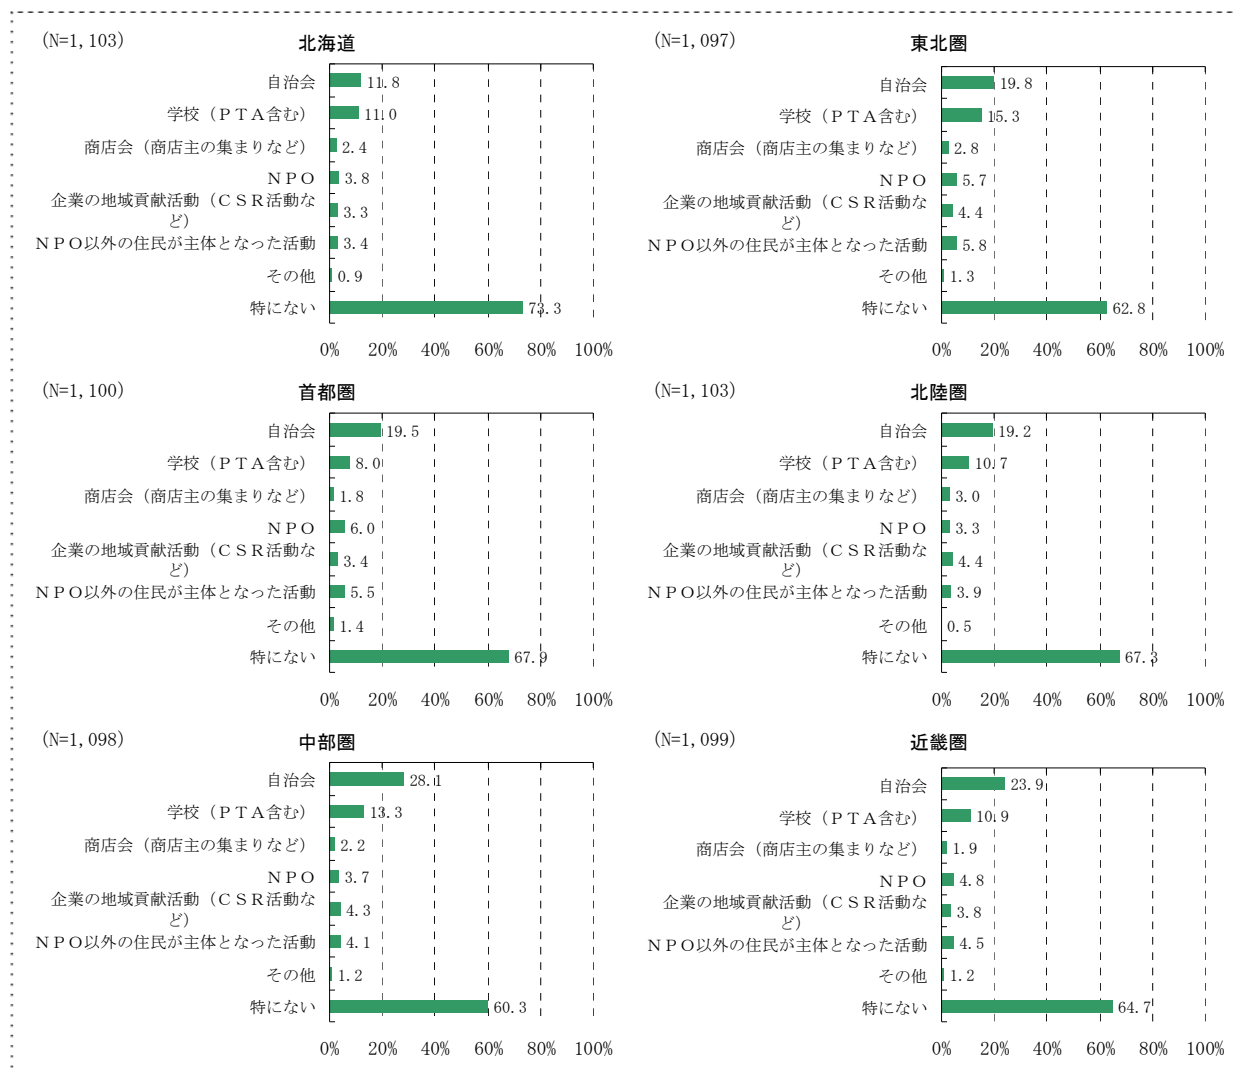 (N=1,103)
北海道
自治会
11.8
学校（ＰＴＡ含む）
11.0
商店会（商店主の集まりなど）
2.4
ＮＰＯ
3.8
企業の地域貢献活動（ＣＳＲ活動な
ど）
3.3
ＮＰＯ以外の住民が主体となった活動
3.4
その他
0.9
特にない
73.3
0% 20% 40% 60% 80% 100%
(N=1,097)
東北圏
自治会
19.8
学校（ＰＴＡ含む）
15.3
商店会（商店主の集まりなど）
2.8
ＮＰＯ
5.7
企業の地域貢献活動（ＣＳＲ活動な
ど）
4.4
ＮＰＯ以外の住民が主体となった活動
5.8
その他
1.3
特にない
62.8
0% 20% 40% 60% 80% 100%
(N=1,100)
首都圏
自治会
19.5
学校（ＰＴＡ含む）
8.0
商店会（商店主の集まりなど）
1.8
ＮＰＯ
6.0
企業の地域貢献活動（ＣＳＲ活動な
ど）
3.4
ＮＰＯ以外の住民が主体となった活動
5.5
その他
1.4
特にない
67.9
0% 20% 40% 60% 80% 100%
(N=1,103)
北陸圏
自治会
19.2
学校（ＰＴＡ含む）
10.7
商店会（商店主の集まりなど）
3.0
ＮＰＯ
3.3
企業の地域貢献活動（ＣＳＲ活動な
ど）
4.4
ＮＰＯ以外の住民が主体となった活動
3.9
その他
0.5
特にない
67.3
0% 20% 40% 60% 80% 100%
(N=1,098)
中部圏
自治会
28.1
学校（ＰＴＡ含む）
13.3
商店会（商店主の集まりなど）
2.2
ＮＰＯ
3.7
企業の地域貢献活動（ＣＳＲ活動な
ど）
4.3
ＮＰＯ以外の住民が主体となった活動
4.1
その他
1.2
特にない
60.3
0% 20% 40% 60% 80% 100%
(N=1,099)
近畿圏
自治会
23.9
学校（ＰＴＡ含む）
10.9
商店会（商店主の集まりなど）
1.9
ＮＰＯ
4.8
企業の地域貢献活動（ＣＳＲ活動な
ど）
3.8
ＮＰＯ以外の住民が主体となった活動
4.5
その他
1.2
特にない
64.7
0% 20% 40% 60% 80% 100%